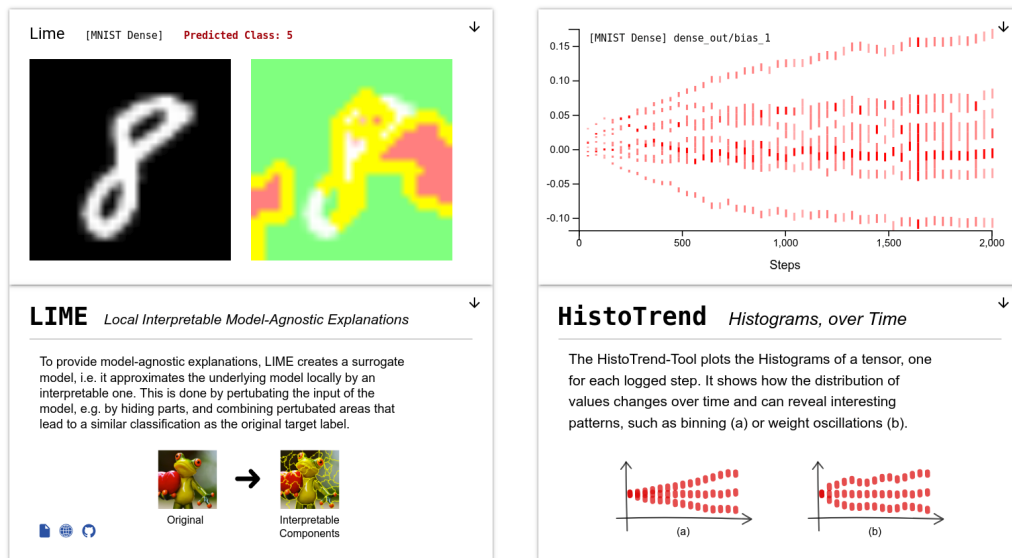 Lime [MNIST Dense] Predicted Class: 5
LIME Local Interpretable Model-Agnostic Explanations
To provide model-agnostic explanations, LIME creates a surrogate
model, i.e. it approximates the underlying model locally by an
interpretable one. This is done by pertubating the input of the
model, e.g. by hiding parts, and combining pertubated areas that
lead to a similar classification as the original target label.
Original
Interpretable
Components
[MNIST Dense] dense_out/bias_1
0.15
0.10
0.05
0.00
-0.05
-0.10
0 500 1,000 1,500 2,000
Steps
HistoTrend Histograms, over Time
The HistoTrend-Tool plots the Histograms of a tensor, one
for each logged step. It shows how the distribution of
values changes over time and can reveal interesting
patterns, such as binning (a) or weight oscillations (b).
(a) (b)